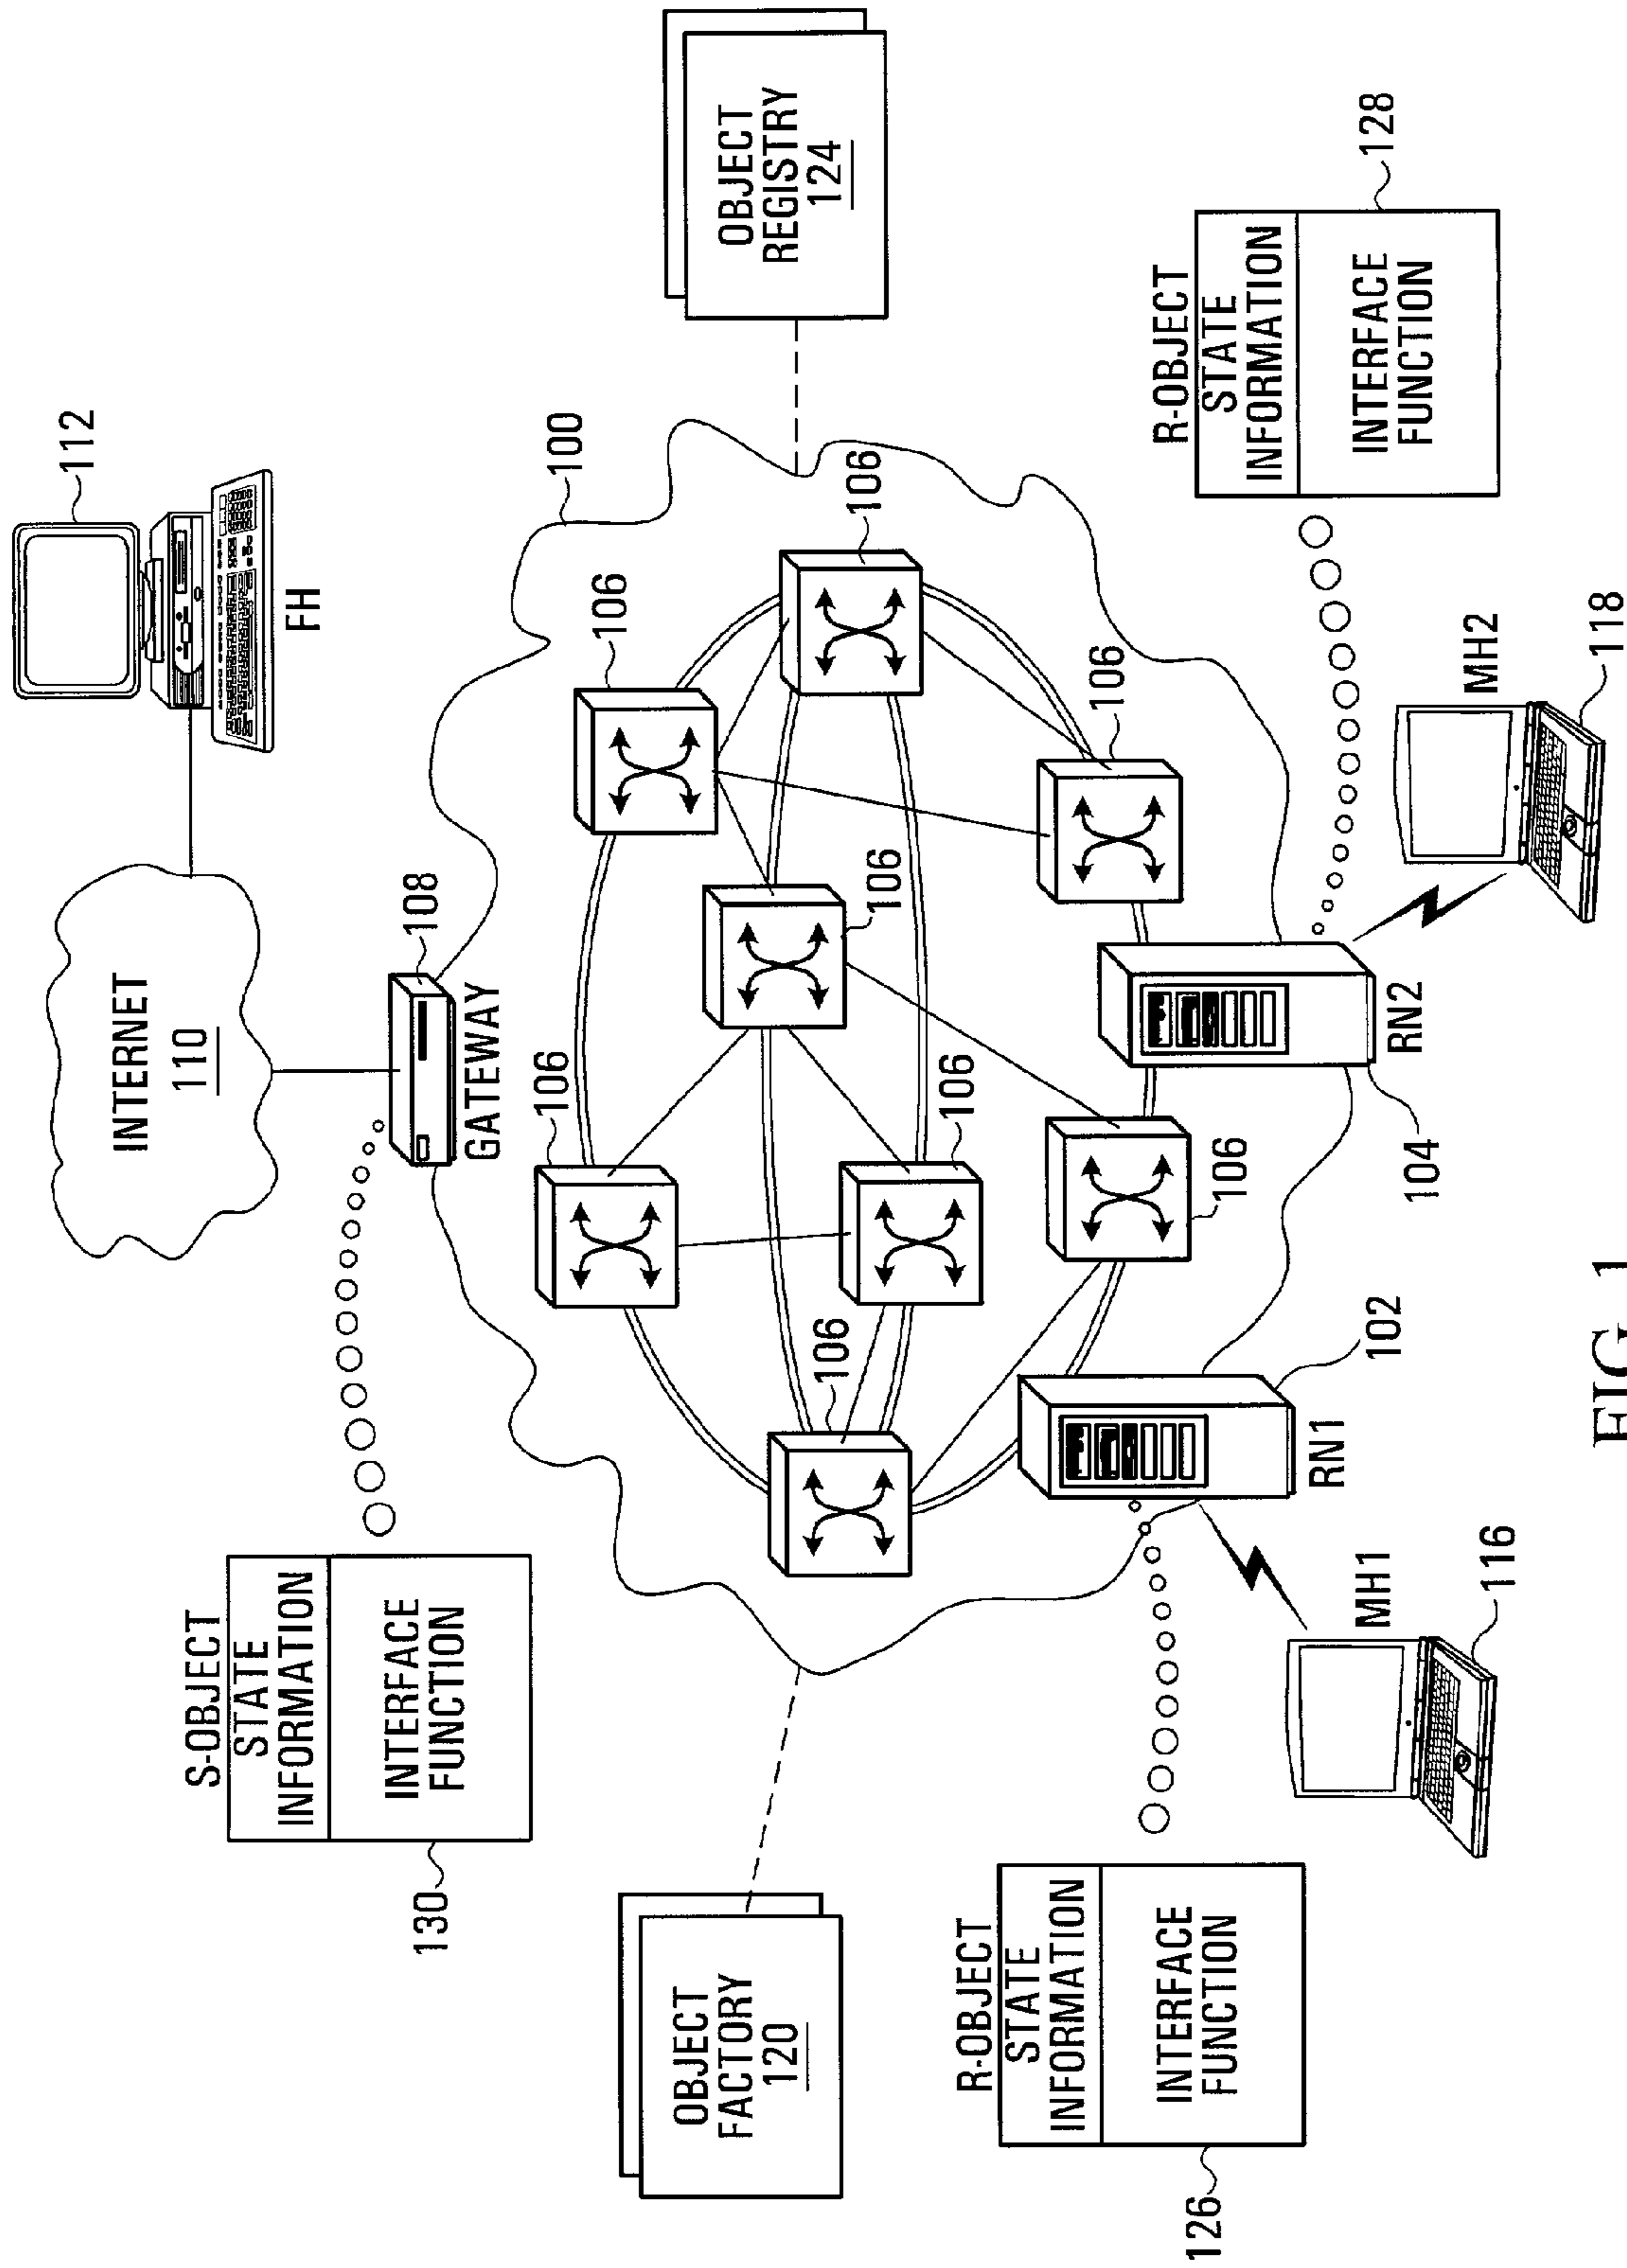 112
INTERNET
110
FH
S-OBJECT
STATE
INFORMATION
INTERFACE
FUNCTION
130
108
GATEWAY
100
106
106
OBJECT
FACTORY
120
OBJECT
REGISTRY
124
106
106
106
106
106
106
R-OBJECT
STATE
INFORMATION
INTERFACE
FUNCTION
126
R-OBJECT
STATE
INFORMATION
INTERFACE
FUNCTION
128
RN1
102
RN2
104
MH1
116
MH2
118
FIG. 1